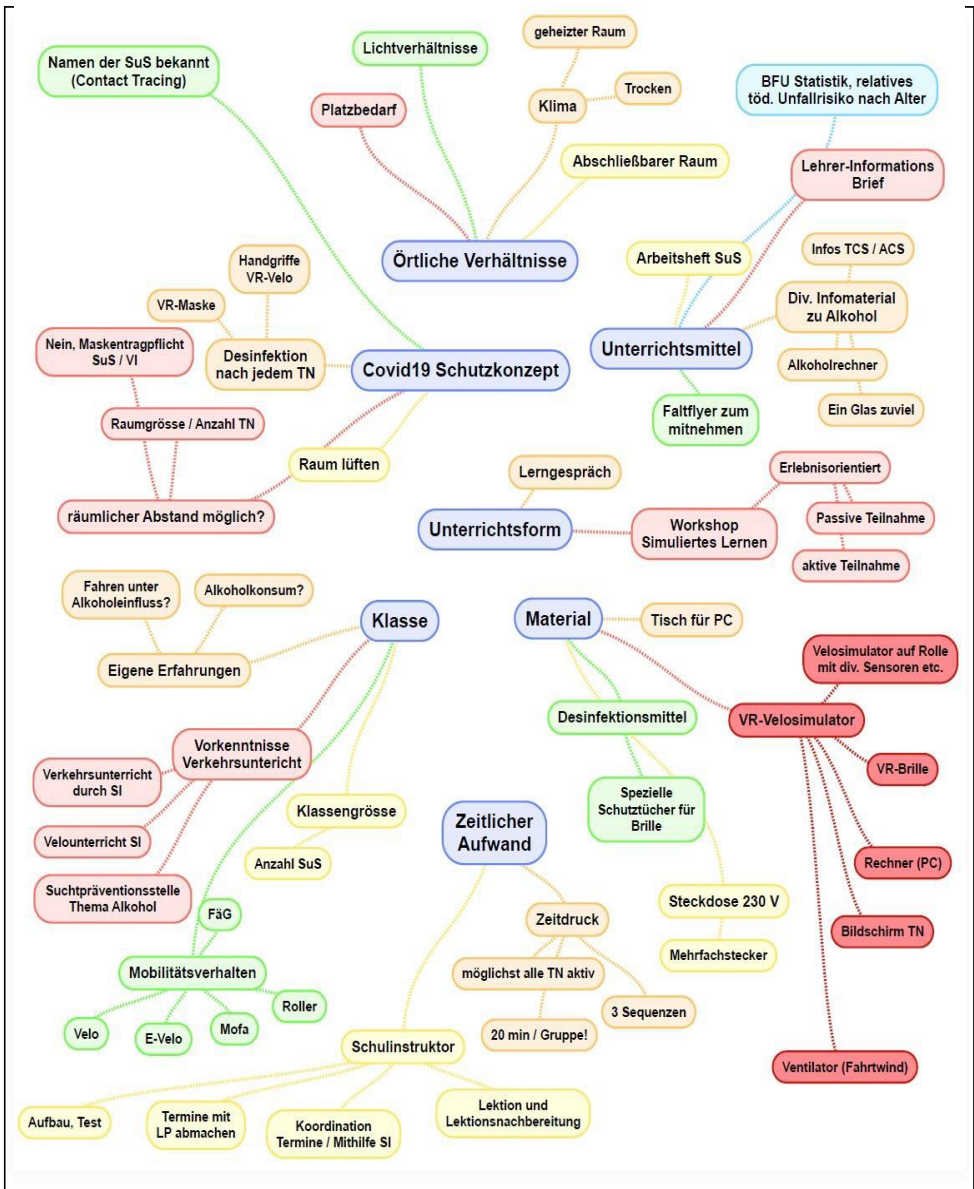 Namen der SuS bekannt
(Contact Tracing)
Lichtverhältnisse
geheizter Raum
Platzbedarf
Klima
Trocken
Abschließbarer Raum
Örtliche Verhältnisse
BFU Statistik, relatives
töd. Unfallrisiko nach Alter
Lehrer-Informations
Brief
Arbeitsheft SuS
Infos TCS / ACS
Div. Infomaterial
zu Alkohol
Unterrichtsmittel
Alkoholrechner
Ein Glas zuviel
Faltflyer zum
mitnehmen
Handgriffe
VR-Velo
VR-Maske
Nein, Maskentragpflicht
SuS / VI
Desinfektion
nach jedem TN
Covid19 Schutzkonzept
Raumgrösse / Anzahl TN
Raum lüften
räumlicher Abstand möglich?
Lerngespräch
Unterrichtsform
Workshop
Simuliertes Lernen
Erlebnisorientiert
Passive Teilnahme
aktive Teilnahme
Fahren unter
Alkoholeinfluss?
Alkoholkonsum?
Klasse
Eigene Erfahrungen
Vorkenntnisse
Verkehrsuntericht
Verkehrsunterricht
durch SI
Velounterricht SI
Suchtpräventionsstelle
Thema Alkohol
Klassengrösse
Anzahl SuS
FäG
Mobilitätsverhalten
Velo
E-Velo
Mofa
Roller
Material
Tisch für PC
Desinfektionsmittel
Spezielle
Schutztücher für
Brille
Steckdose 230 V
Mehrfachstecker
Velosimulator auf Rolle
mit div. Sensoren etc.
VR-Velosimulator
VR-Brille
Rechner (PC)
Bildschirm TN
Ventilator (Fahrtwind)
Zeitlicher
Aufwand
Zeitdruck
möglichst alle TN aktiv
20 min / Gruppe!
3 Sequenzen
Schulinstruktor
Aufbau, Test
Termine mit
LP abmachen
Koordination
Termine / Mithilfe SI
Lektion und
Lektionsnachbereitung